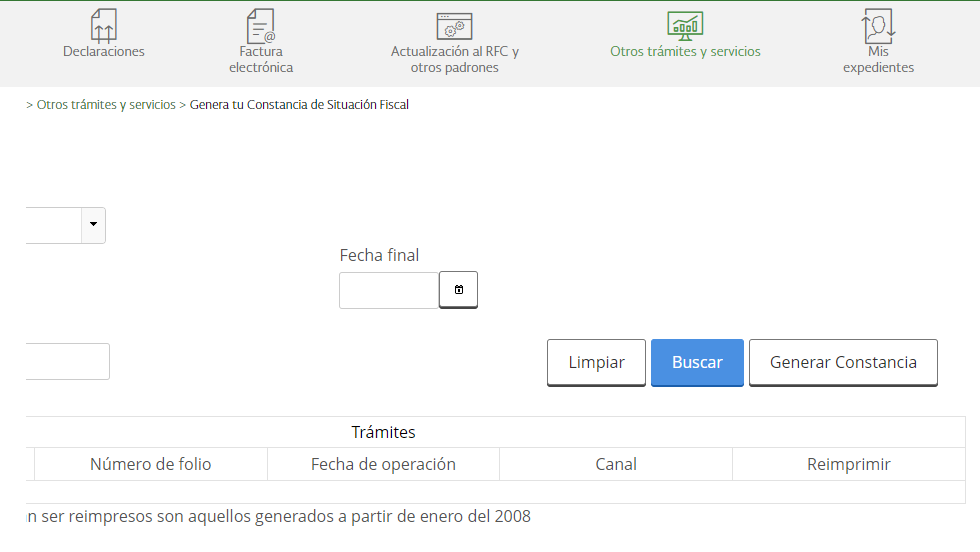 Declaraciones
Factura
electrónica
Actualización al RFC y
otros padrones
Otros trámites y servicios
Mis
expedientes
> Otros trámites y servicios > Genera tu Constancia de Situación Fiscal
Fecha final
Limpiar
Buscar
Generar Constancia
Trámites
Número de folio
Fecha de operación
Canal
Reimprimir
ser reimpresos son aquellos generados a partir de enero del 2008